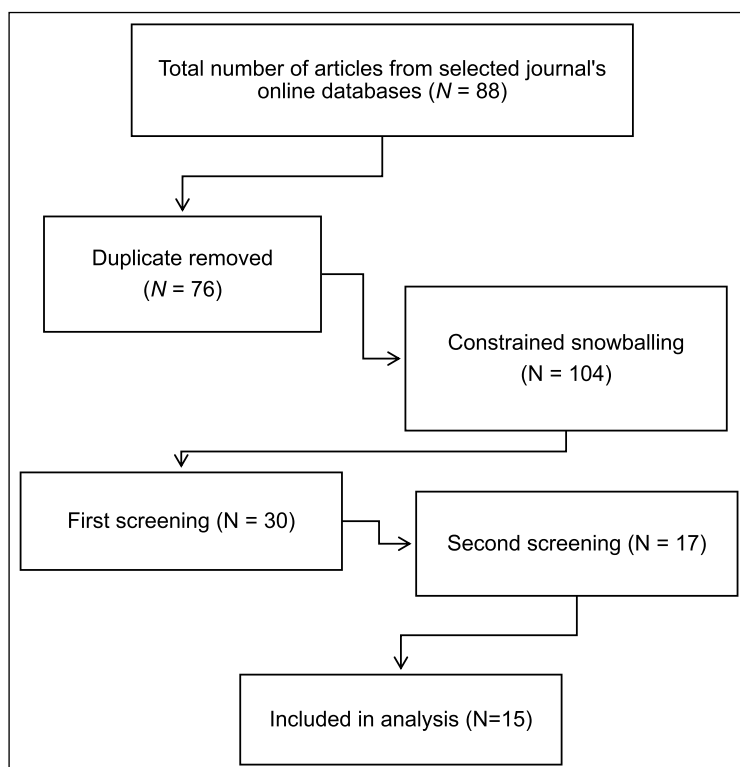 Total number of articles from selected journal's
online databases (N = 88)
Duplicate removed
(N = 76)
Constrained snowballing
(N = 104)
First screening (N = 30)
Second screening (N = 17)
Included in analysis (N=15)